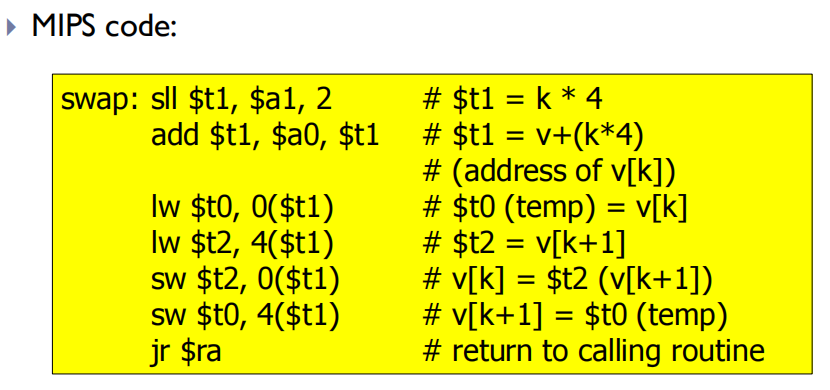 MIPS code:
swap: sll $t1, $a1, 2 # $t1 = k * 4
add $t1, $a0, $t1 # $t1 = v+(k*4)
# (address of v[k])
lw $t0, 0($t1) # $t0 (temp) = v[k]
lw $t2, 4($t1) # $t2 = v[k+1]
sw $t2, 0($t1) # v[k] = $t2 (v[k+1])
sw $t0, 4($t1) # v[k+1] = $t0 (temp)
jr $ra # return to calling routine